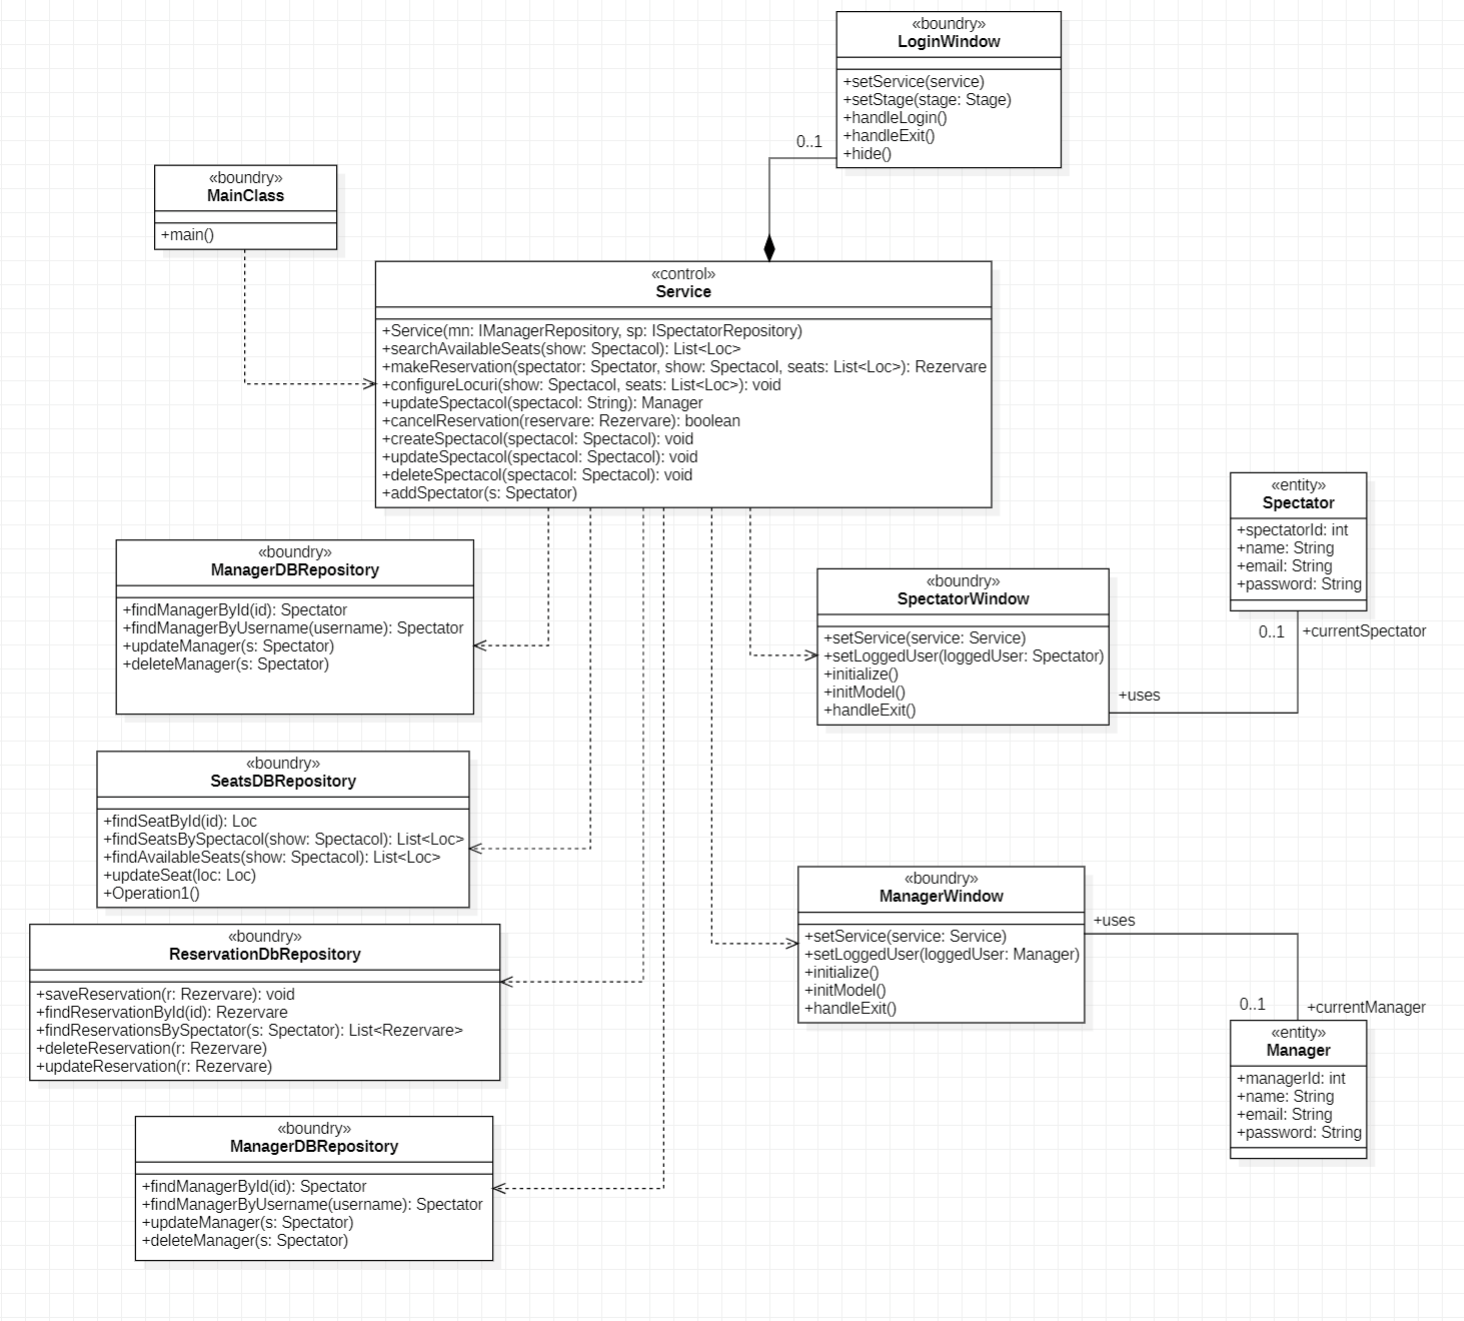 «boundry»
LoginWindow
+setService(service)
+setStage(stage: Stage)
+handleLogin()
+handleExit()
+hide()
0..1
«boundry»
MainClass
+main()
«control»
Service
+Service(mn: IManagerRepository, sp: ISpectatorRepository)
+searchAvailableSeats(show: Spectacol): List<Loc>
+makeReservation(spectator: Spectator, show: Spectacol, seats: List<Loc>): Rezervare
+configureLocuri(show: Spectacol, seats: List<Loc>): void
+updateSpectacol(spectacol: String): Manager
+cancelReservation(reservare: Rezervare): boolean
+createSpectacol(spectacol: Spectacol): void
+updateSpectacol(spectacol: Spectacol): void
+deleteSpectacol(spectacol: Spectacol): void
+addSpectator(s: Spectator)
«entity»
Spectator
+spectatorId: int
+name: String
+email: String
+password: String
0..1
+currentSpectator
«boundry»
ManagerDBRepository
+findManagerById(id): Spectator
+findManagerByUsername(username): Spectator
+updateManager(s: Spectator)
+deleteManager(s: Spectator)
«boundry»
SpectatorWindow
+setService(service: Service)
+setLoggedUser(loggedUser: Spectator)
+initialize()
+initModel()
+handleExit()
+uses
«boundry»
SeatsDBRepository
+findSeatById(id): Loc
+findSeatsBySpectacol(show: Spectacol): List<Loc>
+findAvailableSeats(show: Spectacol): List<Loc>
+updateSeat(loc: Loc)
+Operation1()
«boundry»
ManagerWindow
+setService(service: Service)
+setLoggedUser(loggedUser: Manager)
+initialize()
+initModel()
+handleExit()
+uses
«boundry»
ReservationDbRepository
+saveReservation(r: Rezervare): void
+findReservationById(id): Rezervare
+findReservationsBySpectator(s: Spectator): List<Rezervare>
+deleteReservation(r: Rezervare)
+updateReservation(r: Rezervare)
0..1
+currentManager
«entity»
Manager
+managerId: int
+name: String
+email: String
+password: String
«boundry»
ManagerDBRepository
+findManagerById(id): Spectator
+findManagerByUsername(username): Spectator
+updateManager(s: Spectator)
+deleteManager(s: Spectator)